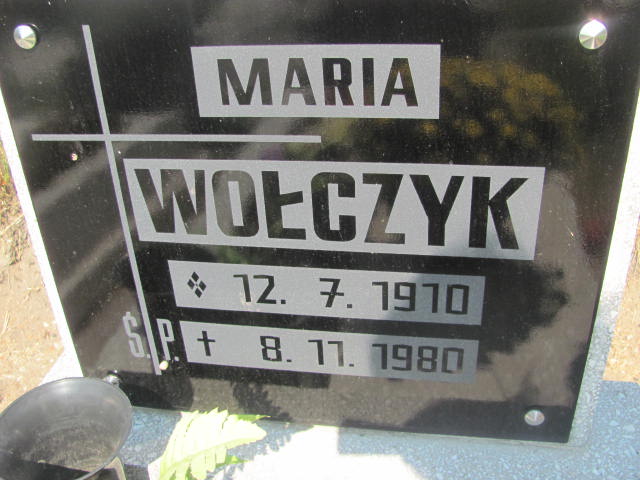 MARIA
WOŁCZYK
12. 7. 1910
Ś.P. † 8. 11. 1980